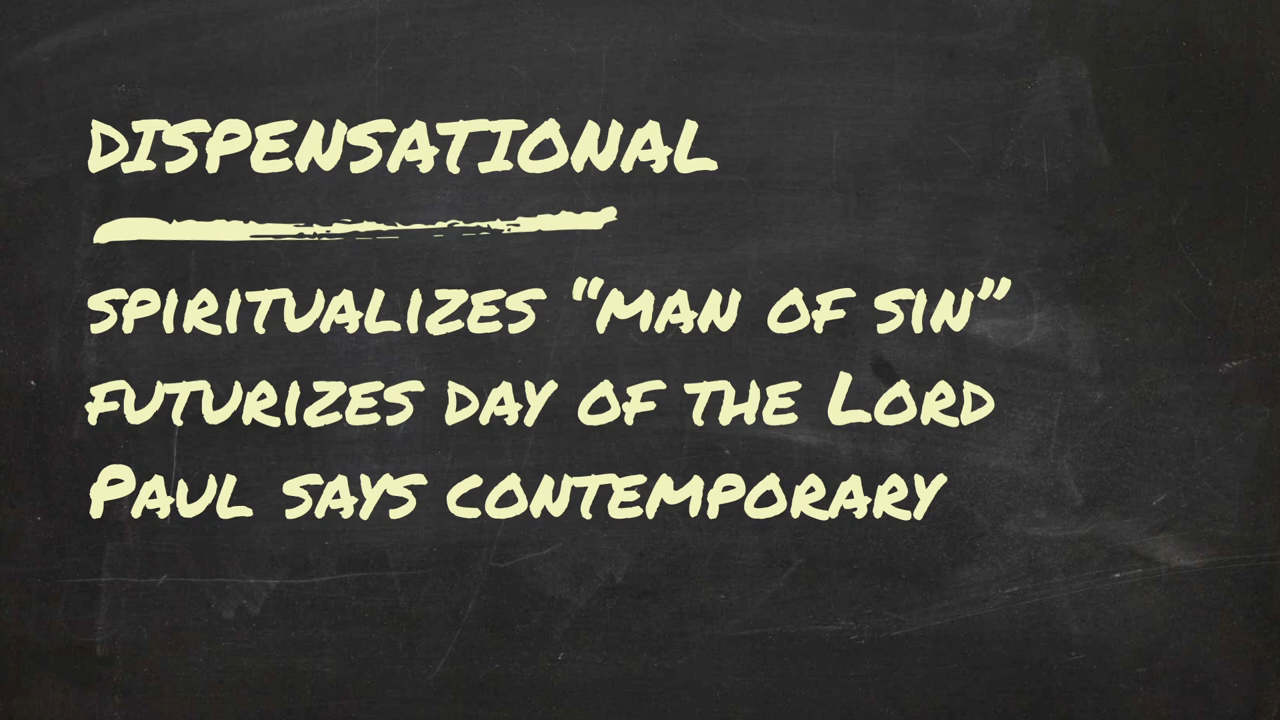 DISPENSATIONAL
SPIRITUALIZES “MAN OF SIN”
FUTURIZES DAY OF THE LORD
PAUL SAYS CONTEMPORARY